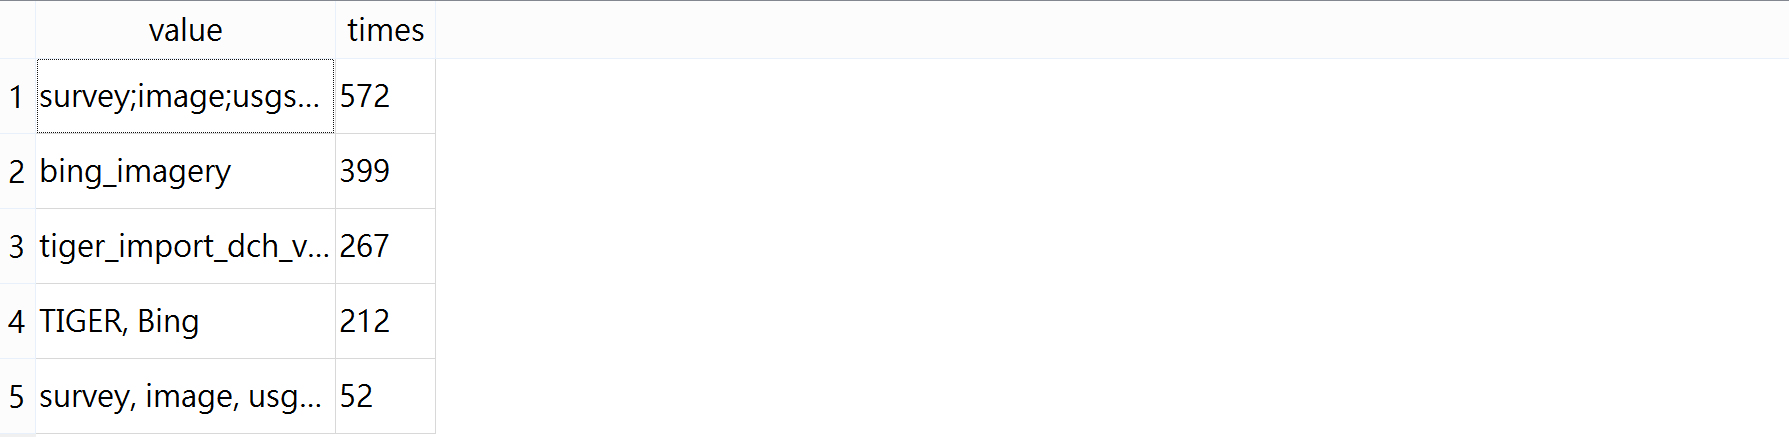 value times
1 survey;image;usgs... 572
2 bing_imagery 399
3 tiger_import_dch_v... 267
4 TIGER, Bing 212
5 survey, image, usg... 52